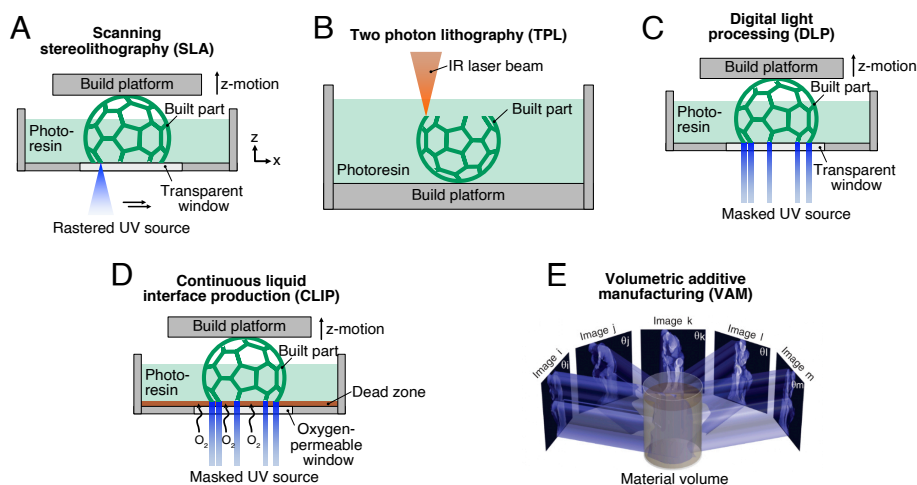 A
Scanning
stereolithography (SLA)
Build platform
z-motion
Built part
Photo-
resin
z
x
Transparent
window
Rastered UV source
B
Two photon lithography (TPL)
IR laser beam
Built part
Photoresin
Build platform
C
Digital light
processing (DLP)
Build platform
z-motion
Built part
Photo-
resin
Transparent
window
Masked UV source
D
Continuous liquid
interface production (CLIP)
Build platform
z-motion
Built part
Photo-
resin
Dead zone
O₂ O₂ O₂
Oxygen-
permeable
window
Masked UV source
E
Volumetric additive
manufacturing (VAM)
Image i
θi
Image j
θj
Image k
θk
Image l
θl
Image m
θm
Material volume